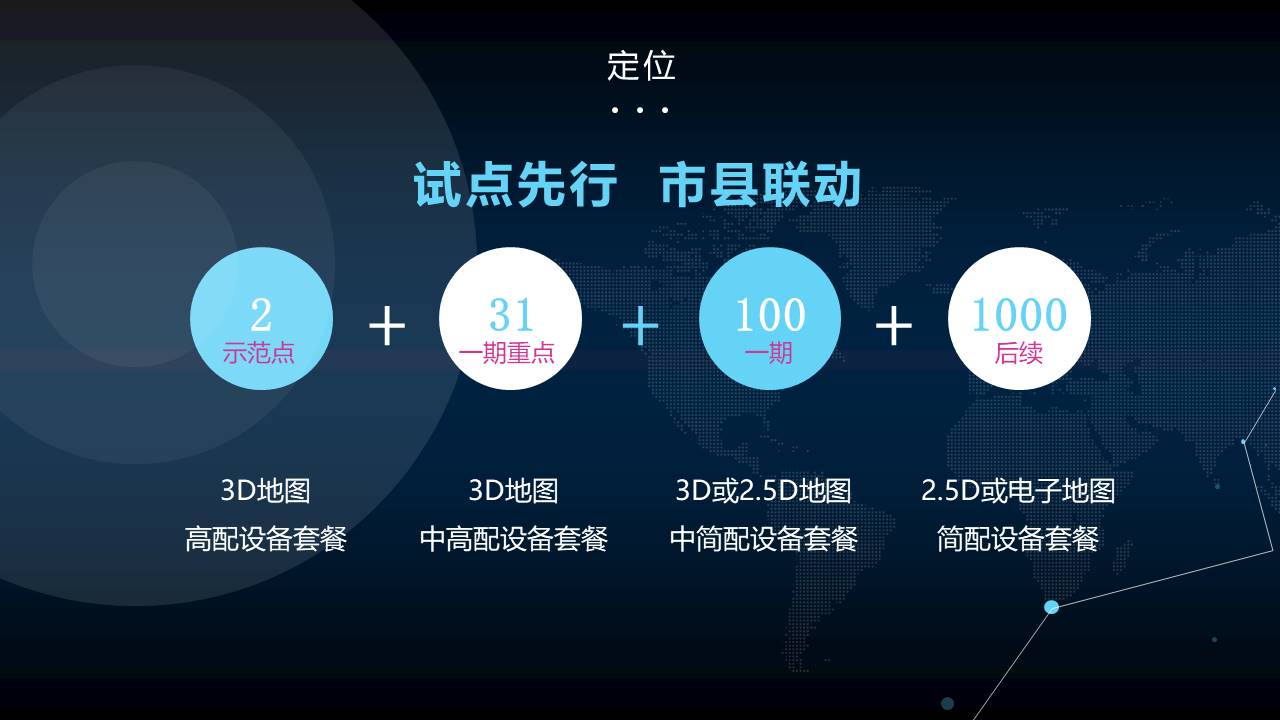 定位
• • •
试点先行 市县联动
2
示范点
+
31
一期重点
+
100
一期
+
1000
后续
3D地图
高配设备套餐
3D地图
中高配设备套餐
3D或2.5D地图
中简配设备套餐
2.5D或电子地图
简配设备套餐